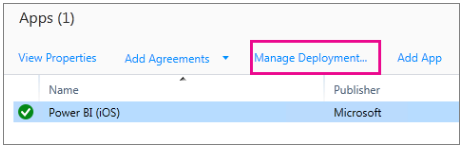 Apps (1)
View Properties Add Agreements Manage Deployment... Add App
Name Publisher
Power BI (iOS) Microsoft